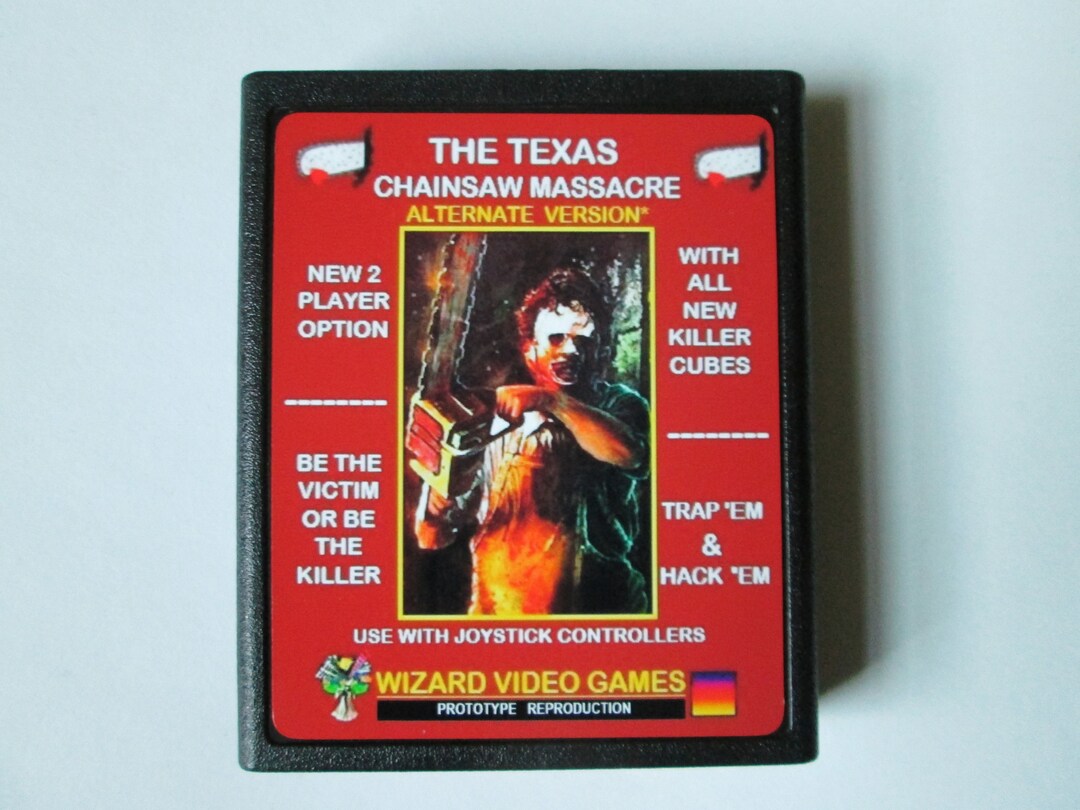 THE TEXAS
CHAINSAW MASSACRE
ALTERNATE VERSION*
NEW 2
PLAYER
OPTION
--------
BE THE
VICTIM
OR BE
THE
KILLER
WITH
ALL
NEW
KILLER
CUBES
--------
TRAP 'EM
&
HACK 'EM
USE WITH JOYSTICK CONTROLLERS
WIZARD VIDEO GAMES
PROTOTYPE REPRODUCTION